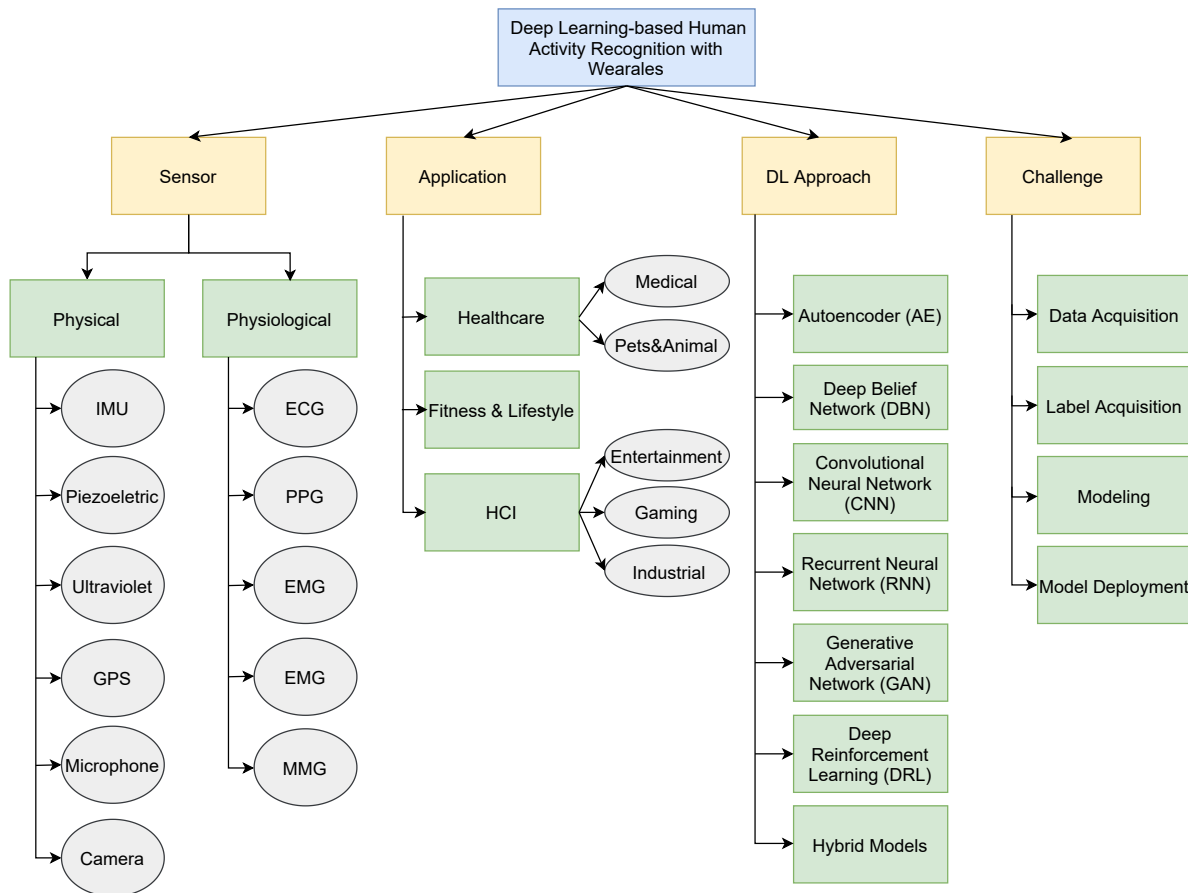 Deep Learning-based Human
Activity Recognition with
Wearales
Sensor
Application
DL Approach
Challenge
Physical
Physiological
IMU
Piezoeletric
Ultraviolet
GPS
Microphone
Camera
ECG
PPG
EMG
EMG
MMG
Healthcare
Medical
Pets&Animal
Fitness & Lifestyle
HCI
Entertainment
Gaming
Industrial
Autoencoder (AE)
Deep Belief
Network (DBN)
Convolutional
Neural Network
(CNN)
Recurrent Neural
Network (RNN)
Generative
Adversarial
Network (GAN)
Deep
Reinforcement
Learning (DRL)
Hybrid Models
Data Acquisition
Label Acquisition
Modeling
Model Deployment